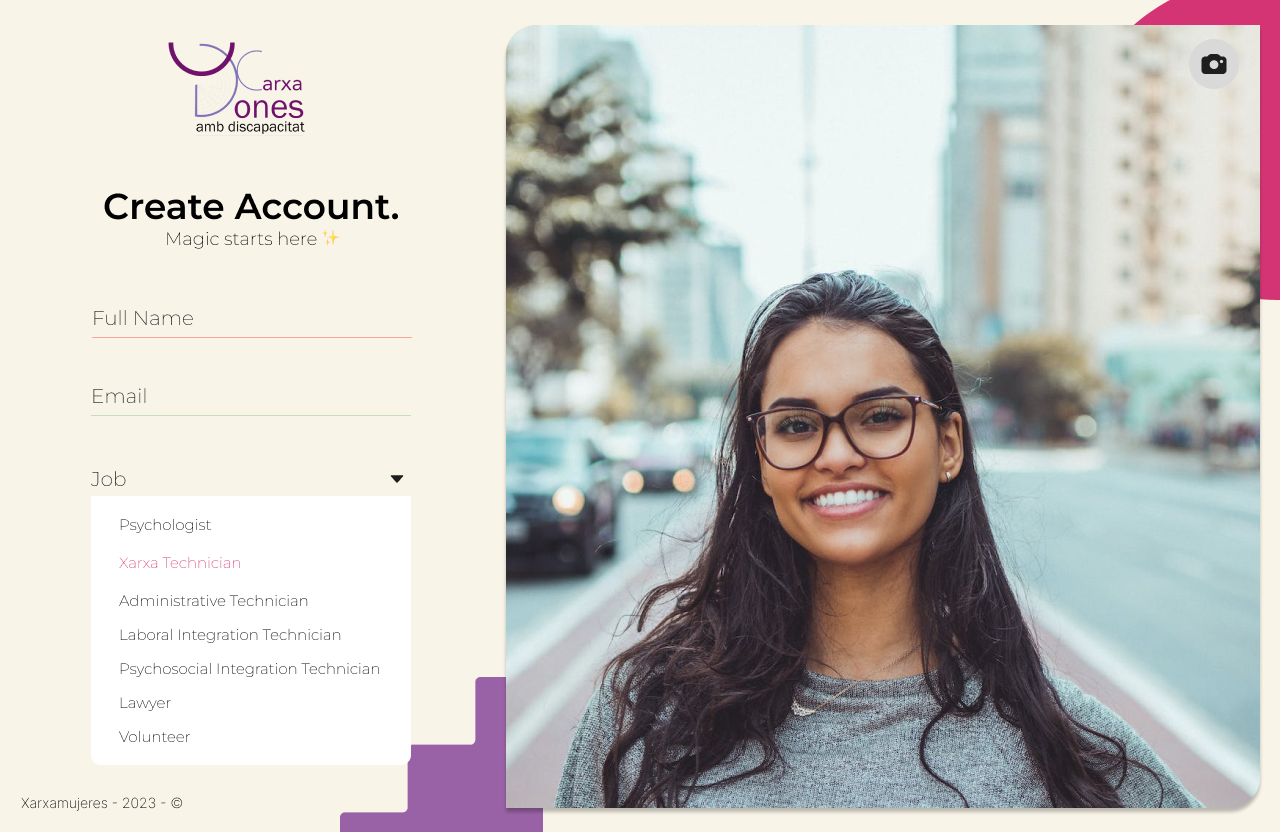 Xarxa
Dones
amb discapacitat
Create Account.
Magic starts here ✨
Full Name
Email
Job
Psychologist
Xarxa Technician
Administrative Technician
Laboral Integration Technician
Psychosocial Integration Technician
Lawyer
Volunteer
Xarxamujeres - 2023 - ©